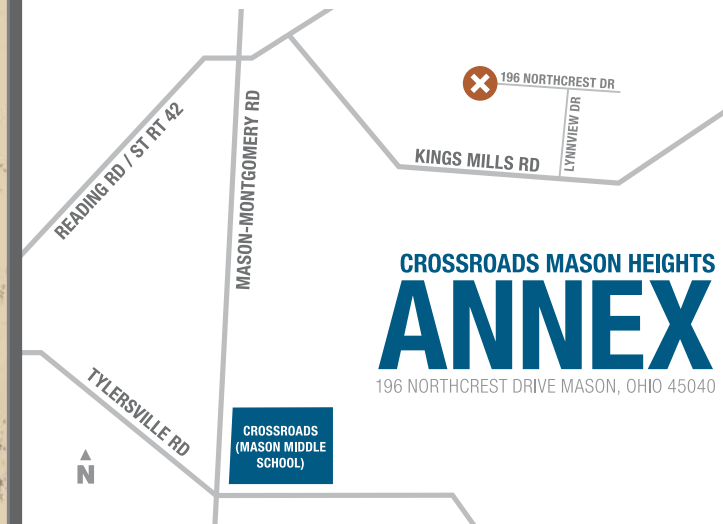 196 NORTHCREST DR
LYNNVIEW DR
READING RD / ST RT 42
MASON-MONTGOMERY RD
KINGS MILLS RD
CROSSROADS MASON HEIGHTS
ANNEX
196 NORTHCREST DRIVE MASON, OHIO 45040
TYLERSVILLE RD
CROSSROADS
(MASON MIDDLE
SCHOOL)
N